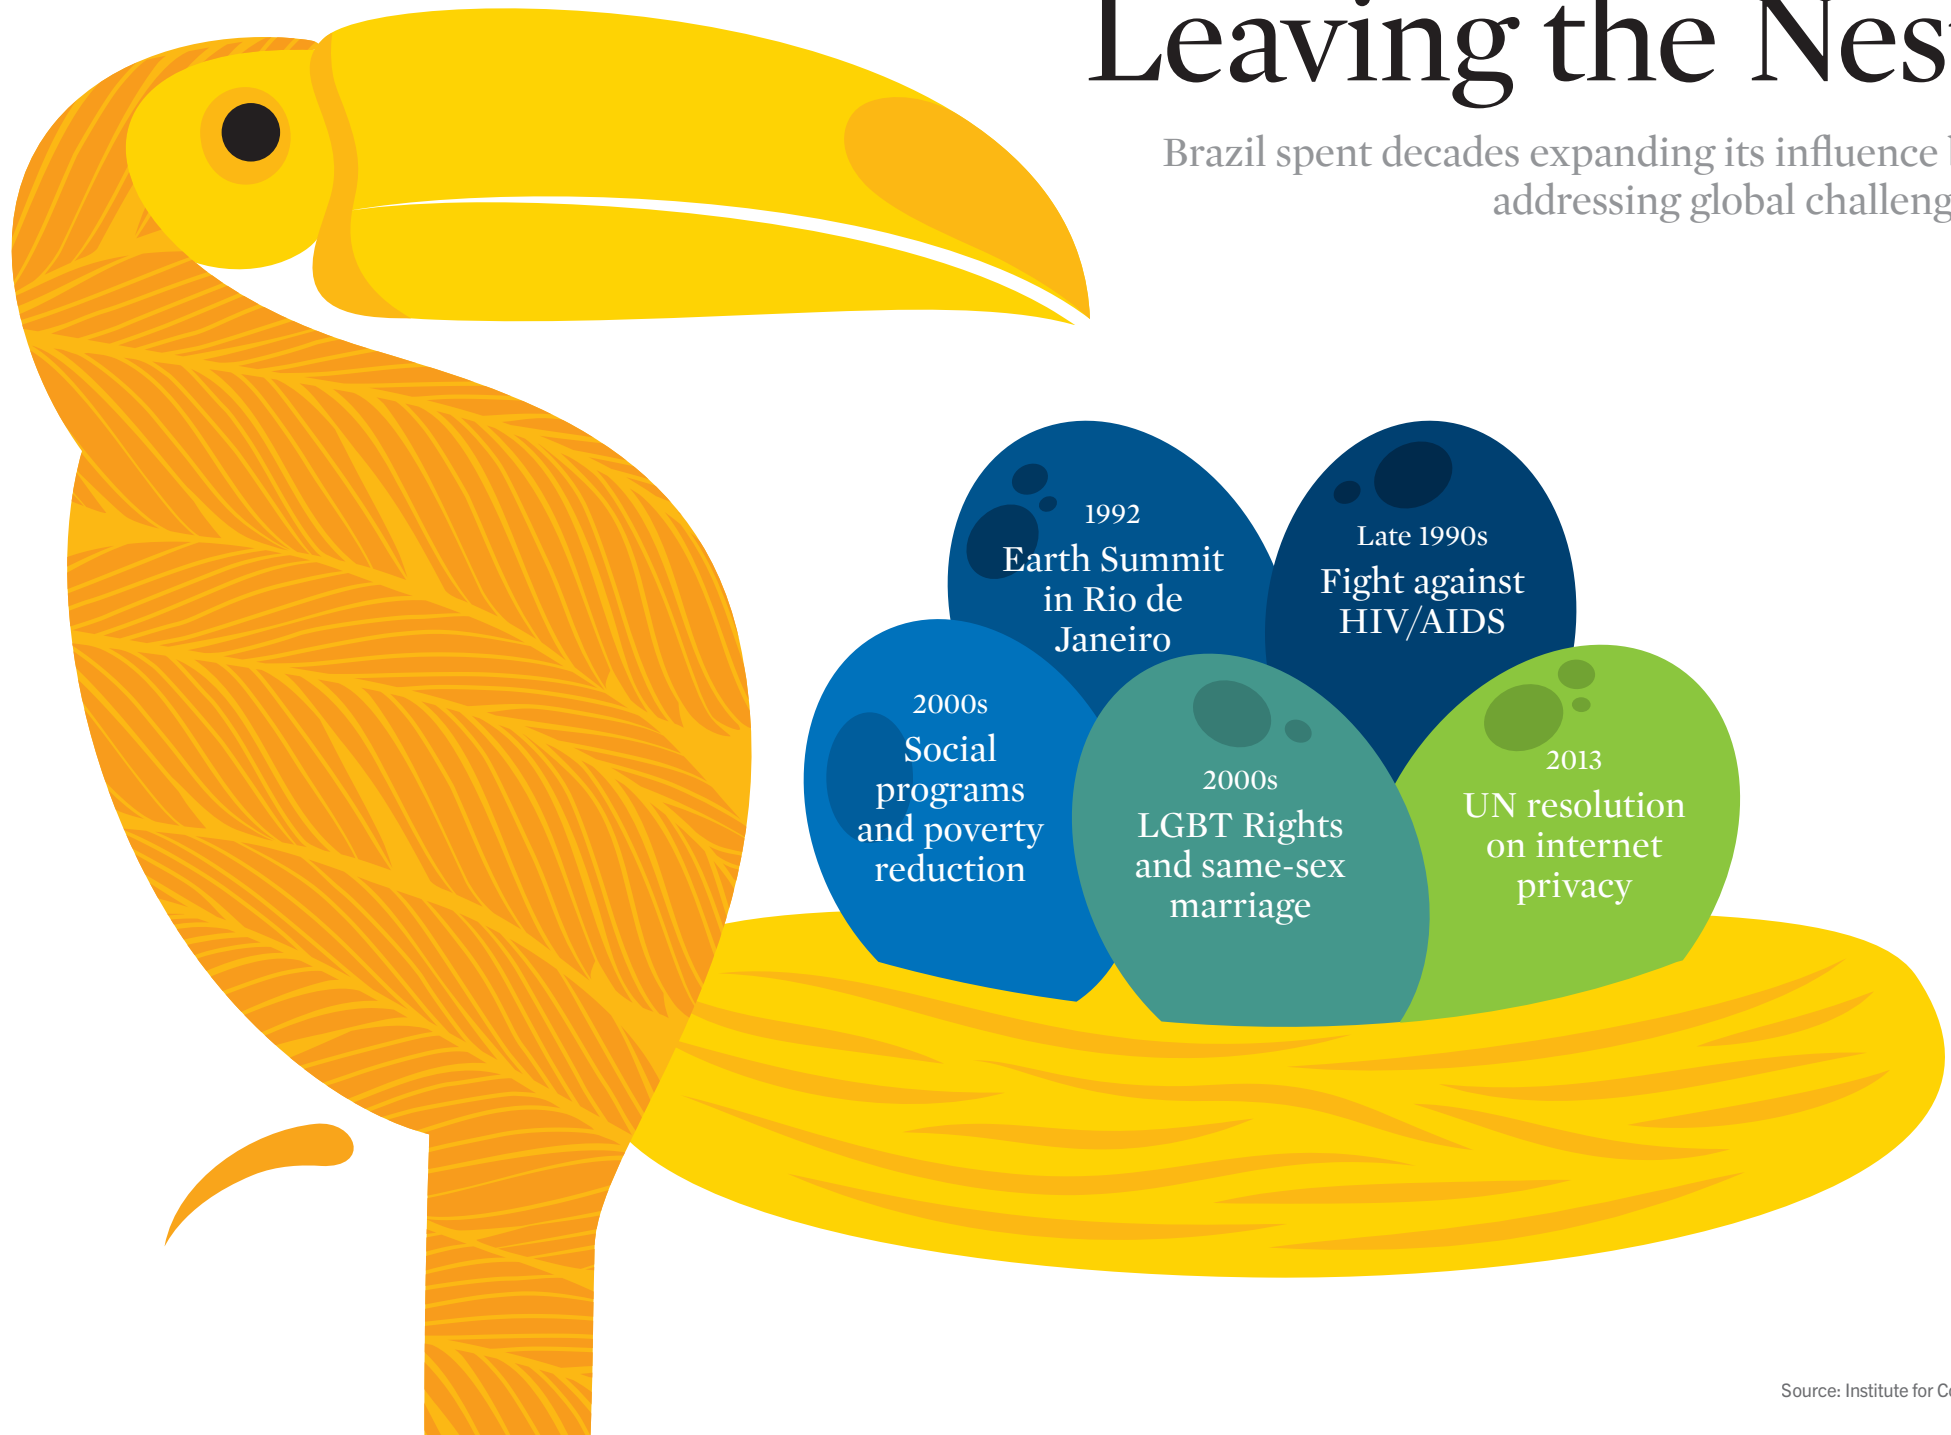 Leaving the Nes
Brazil spent decades expanding its influence
addressing global challeng
1992
Earth Summit
in Rio de
Janeiro
Late 1990s
Fight against
HIV/AIDS
2000s
Social
programs
and poverty
reduction
2000s
LGBT Rights
and same-sex
marriage
2013
UN resolution
on internet
privacy
Source: Institute for C